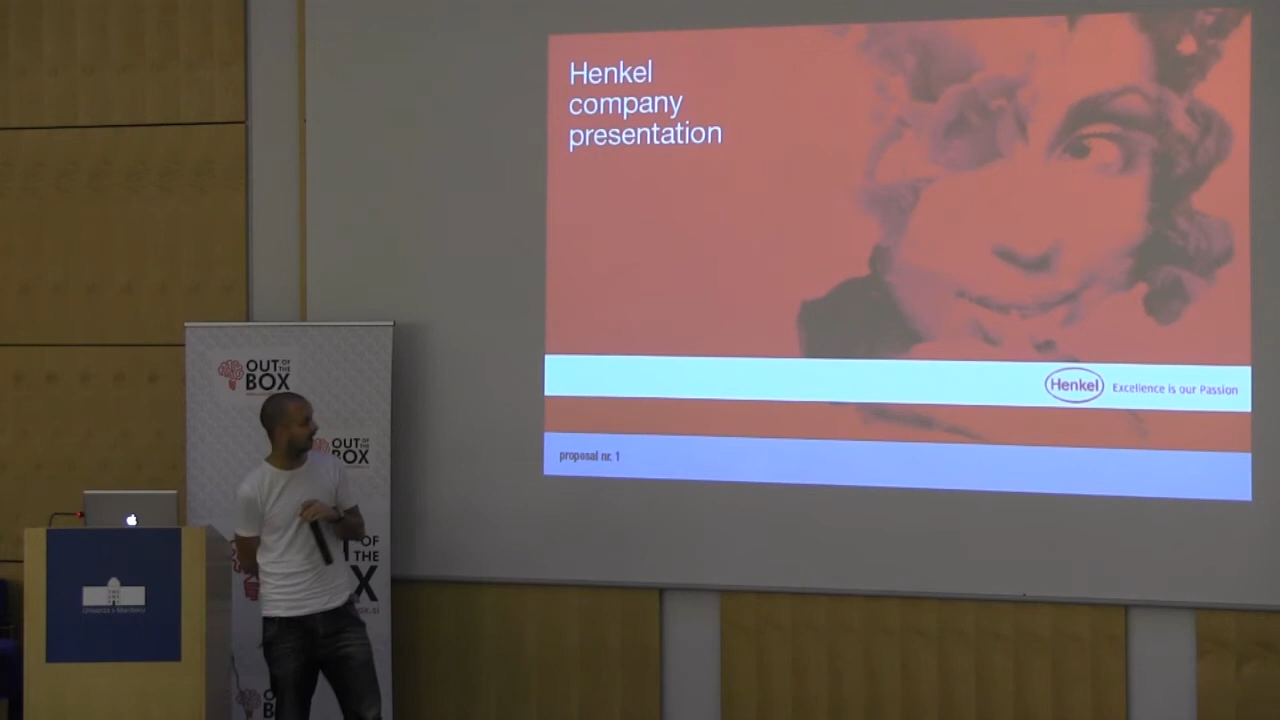 Henkel
company
presentation
Henkel Excellence is our Passion
proposal nr. 1
OUT OF THE
BOX
OUT OF THE
BOX
OF
THE
X